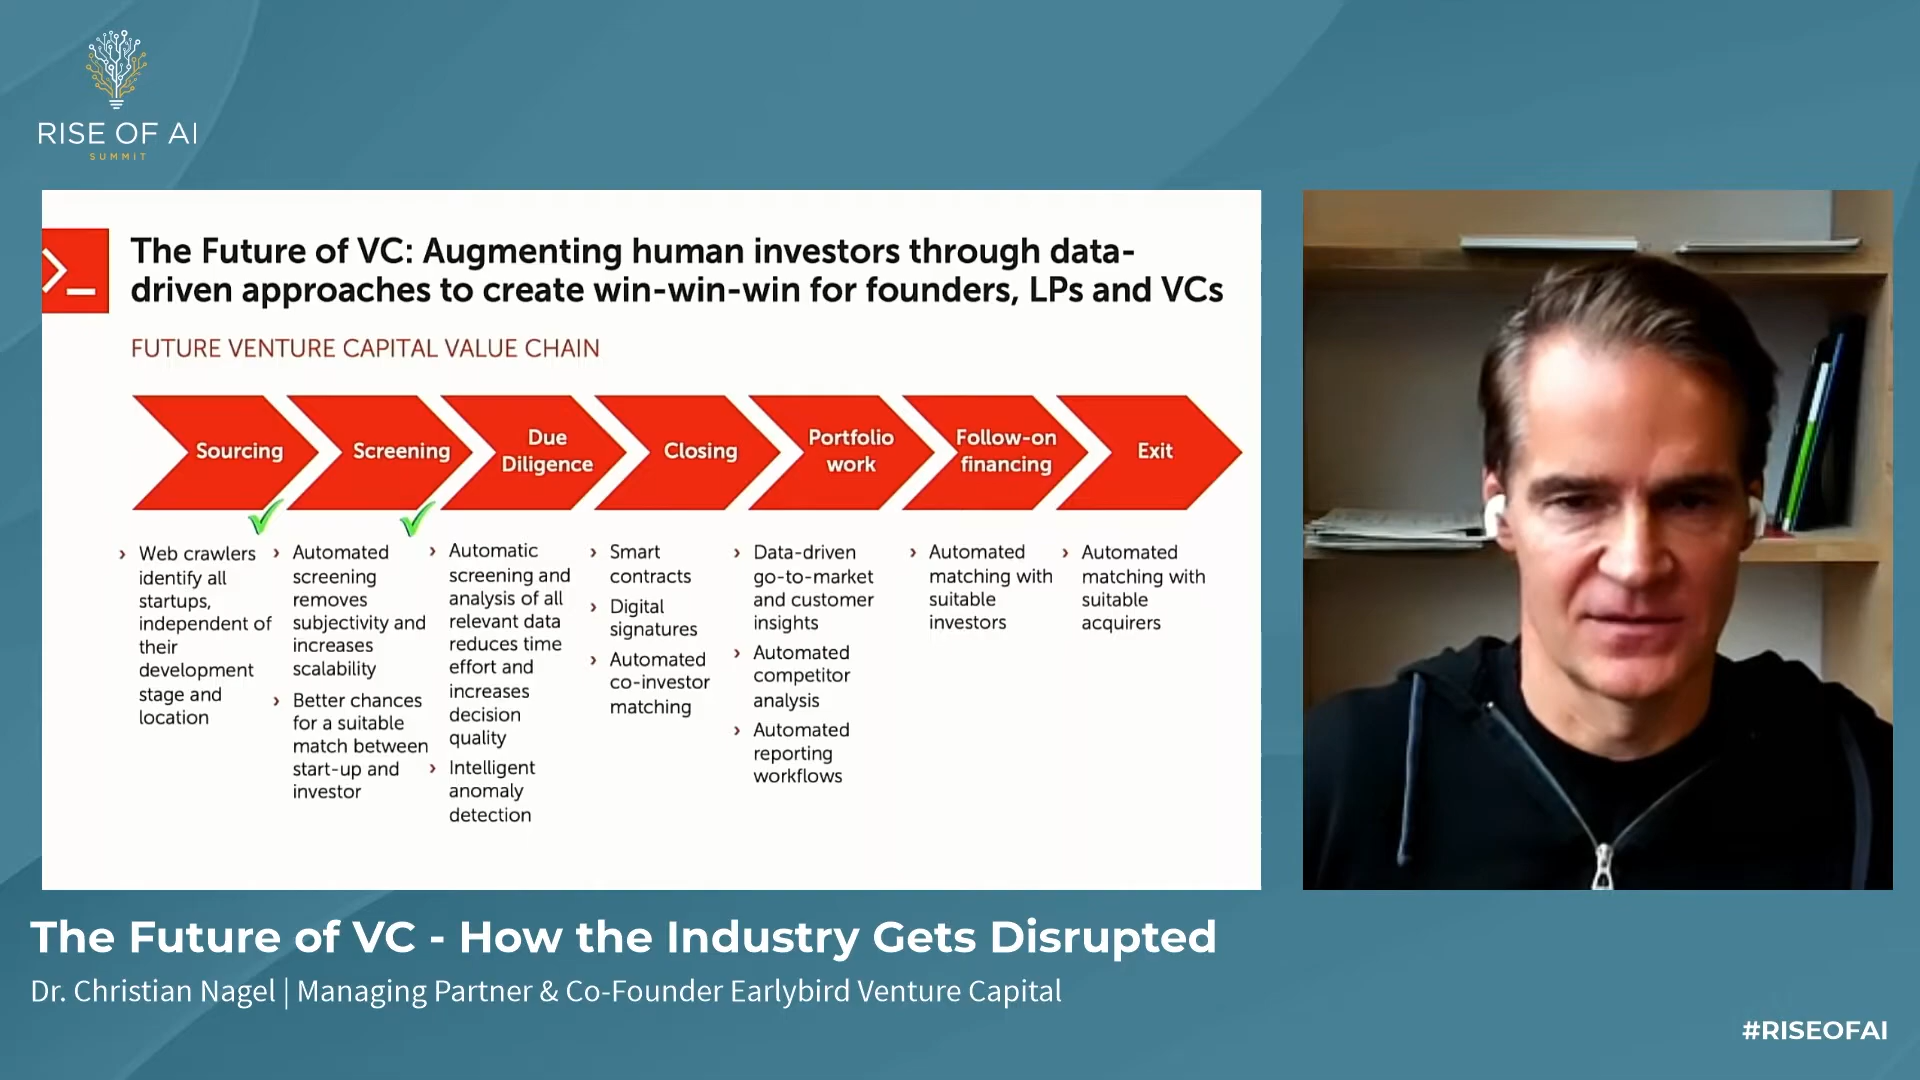 RISE OF AI
SUMMIT
The Future of VC: Augmenting human investors through data-
driven approaches to create win-win-win for founders, LPs and VCs
FUTURE VENTURE CAPITAL VALUE CHAIN
Sourcing
Screening
Due
Diligence
Closing
Portfolio
work
Follow-on
financing
Exit
› Web crawlers
identify all
startups,
independent of
their
development
stage and
location
› Automated
screening
removes
subjectivity and
increases
scalability
› Better chances
for a suitable
match between
start-up and
investor
› Automatic
screening and
analysis of all
relevant data
reduces time
effort and
increases
decision
quality
› Intelligent
anomaly
detection
› Smart
contracts
› Digital
signatures
› Automated
co-investor
matching
› Data-driven
go-to-market
and customer
insights
› Automated
competitor
analysis
› Automated
reporting
workflows
› Automated
matching with
suitable
investors
› Automated
matching with
suitable
acquirers
The Future of VC - How the Industry Gets Disrupted
Dr. Christian Nagel | Managing Partner & Co-Founder Earlybird Venture Capital
#RISEOFAI